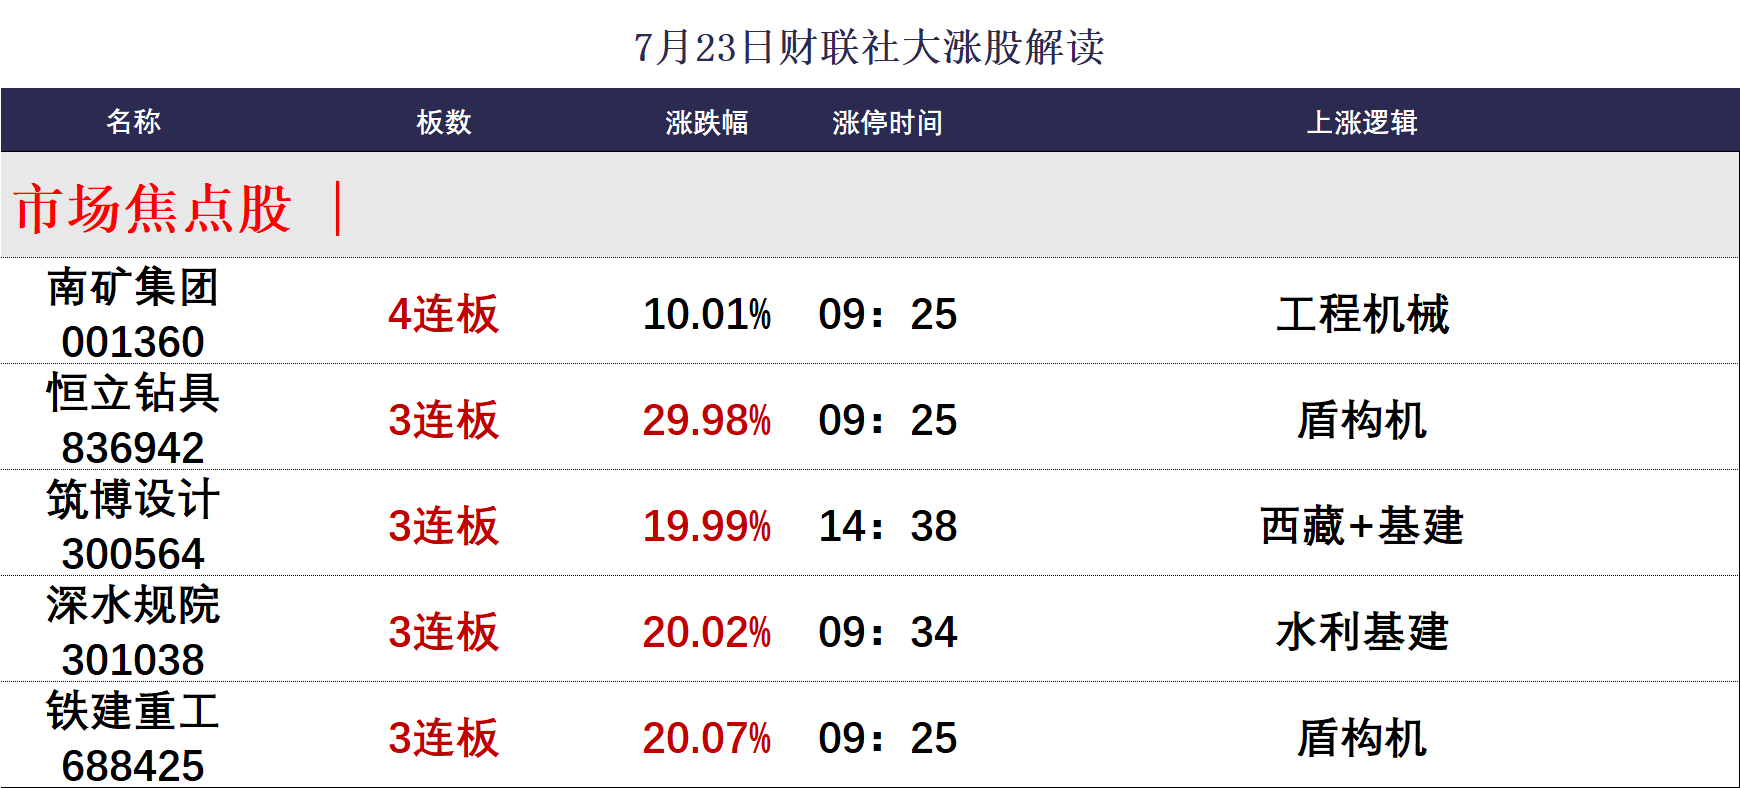 7月23日财联社大涨股解读
名称 板数 涨跌幅 涨停时间 上涨逻辑
市场焦点股 ｜
南矿集团
001360 4连板 10.01% 09：25 工程机械
恒立钻具
836942 3连板 29.98% 09：25 盾构机
筑博设计
300564 3连板 19.99% 14：38 西藏+基建
深水规院
301038 3连板 20.02% 09：34 水利基建
铁建重工
688425 3连板 20.07% 09：25 盾构机